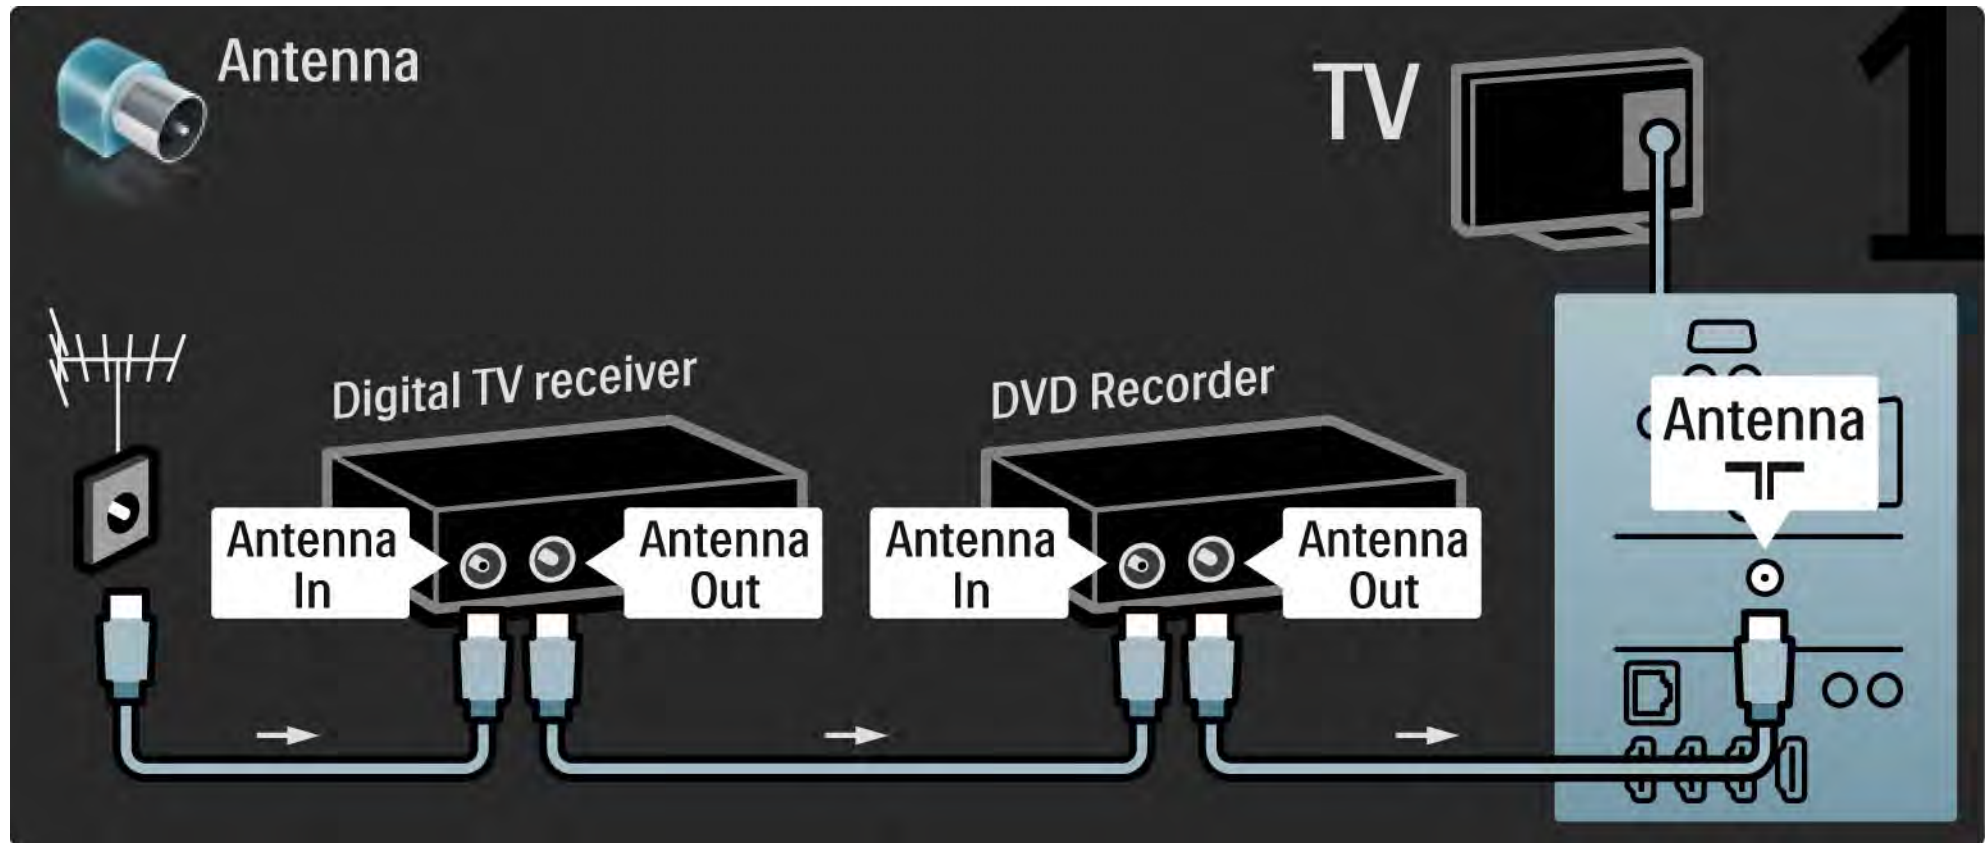 Antenna
TV
1
Digital TV receiver
DVD Recorder
Antenna
Antenna
In
Antenna
Out
Antenna
In
Antenna
Out